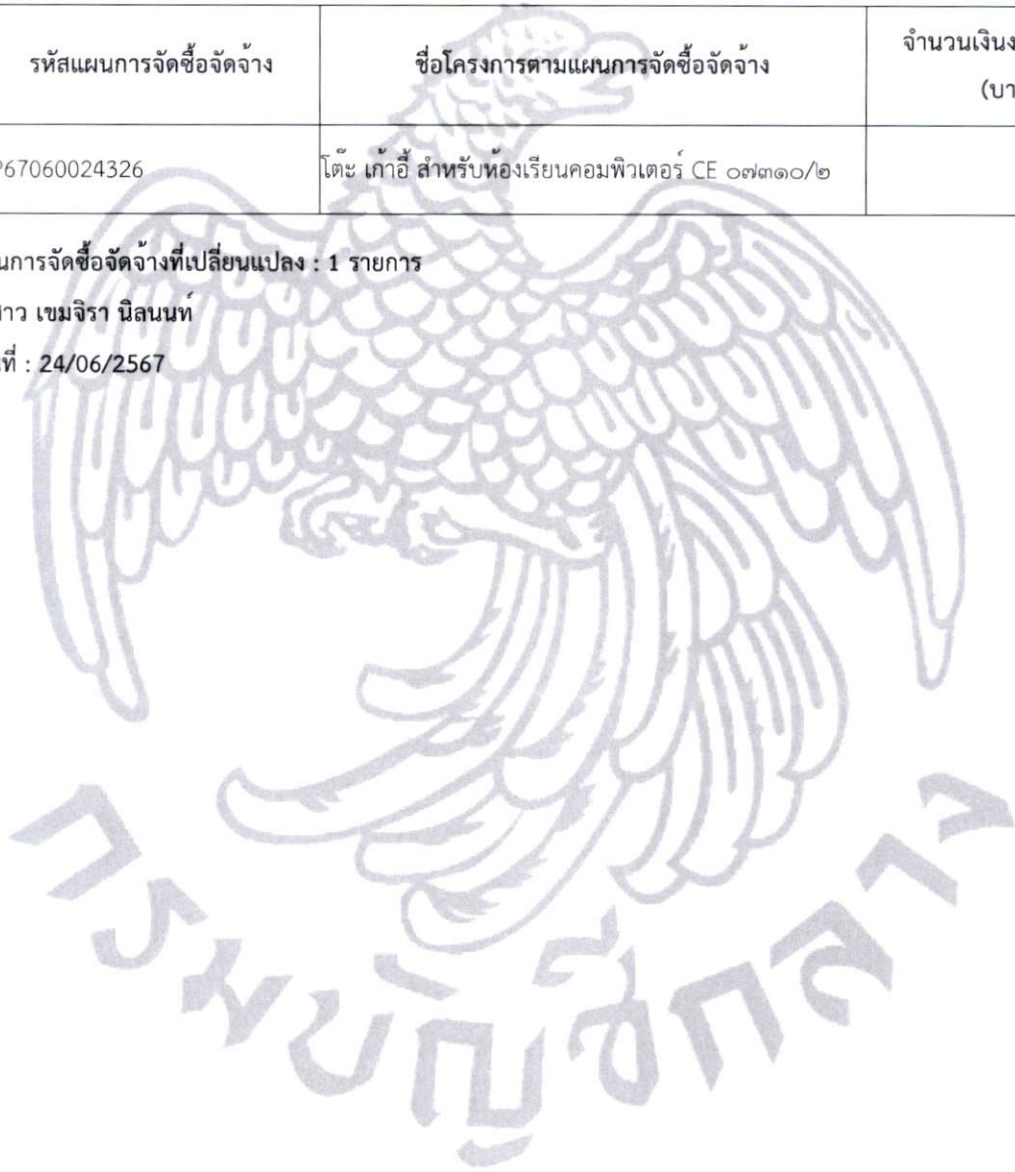 รหัสแผนการจัดซื้อจัดจ้าง
ชื่อโครงการตามแผนการจัดซื้อจัดจ้าง
จำนวนเงินง
(บา
P67060024326
โต๊ะ เก้าอี้ สำหรับห้องเรียนคอมพิวเตอร์ CE ๐๗๓๑๐/๒
นการจัดซื้อจัดจ้างที่เปลี่ยนแปลง : 1 รายการ
สาว เขมจิรา นิลนนท์
ที่ : 24/06/2567
กรมบัญชีกลาง